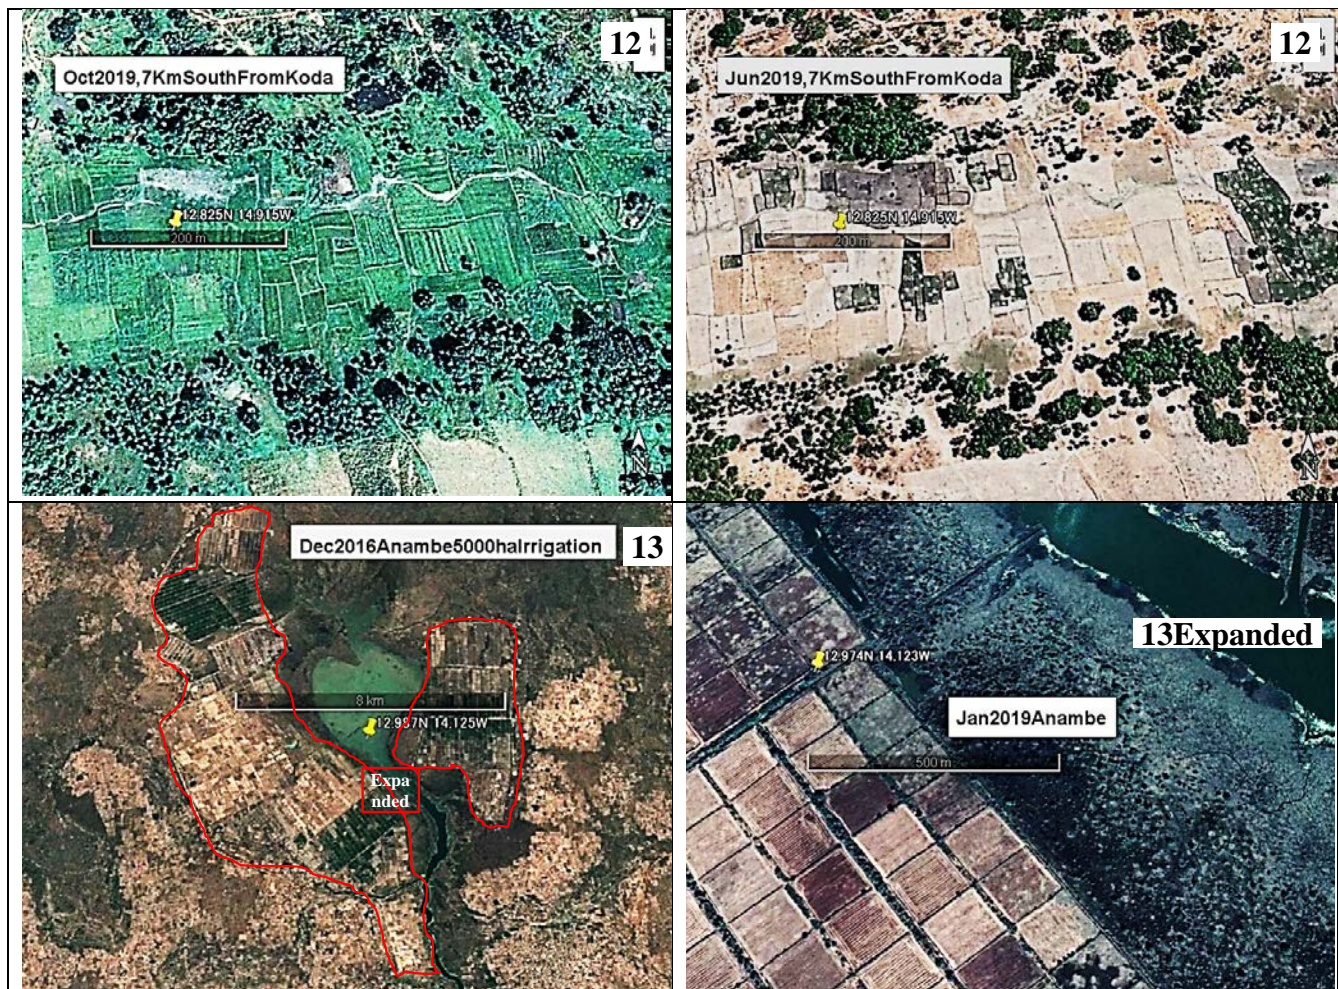 12
Oct2019,7KmSouthFromKoda
12.825N 14.915W
200 m
N
12
Jun2019,7KmSouthFromKoda
12.825N 14.915W
200 m
N
Dec2016Anambe5000haIrrigation
13
8 km
12.997N 14.125W
Expa
nded
13Expanded
12.974N 14.123W
Jan2019Anambe
500 m